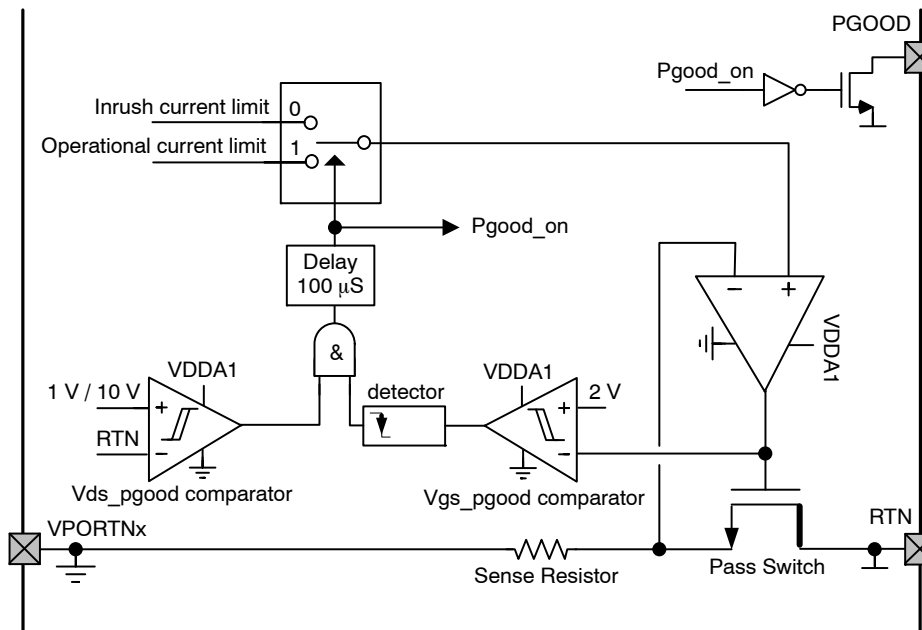 PGOOD
Pgood_on
Inrush current limit 0
Operational current limit 1
Pgood_on
Delay
100 μS
− +
VDDA1
&
VDDA1
detector
VDDA1
1 V / 10 V +
+ 2 V
RTN −
−
Vds_pgood comparator
Vgs_pgood comparator
VPORTNx
RTN
Sense Resistor
Pass Switch